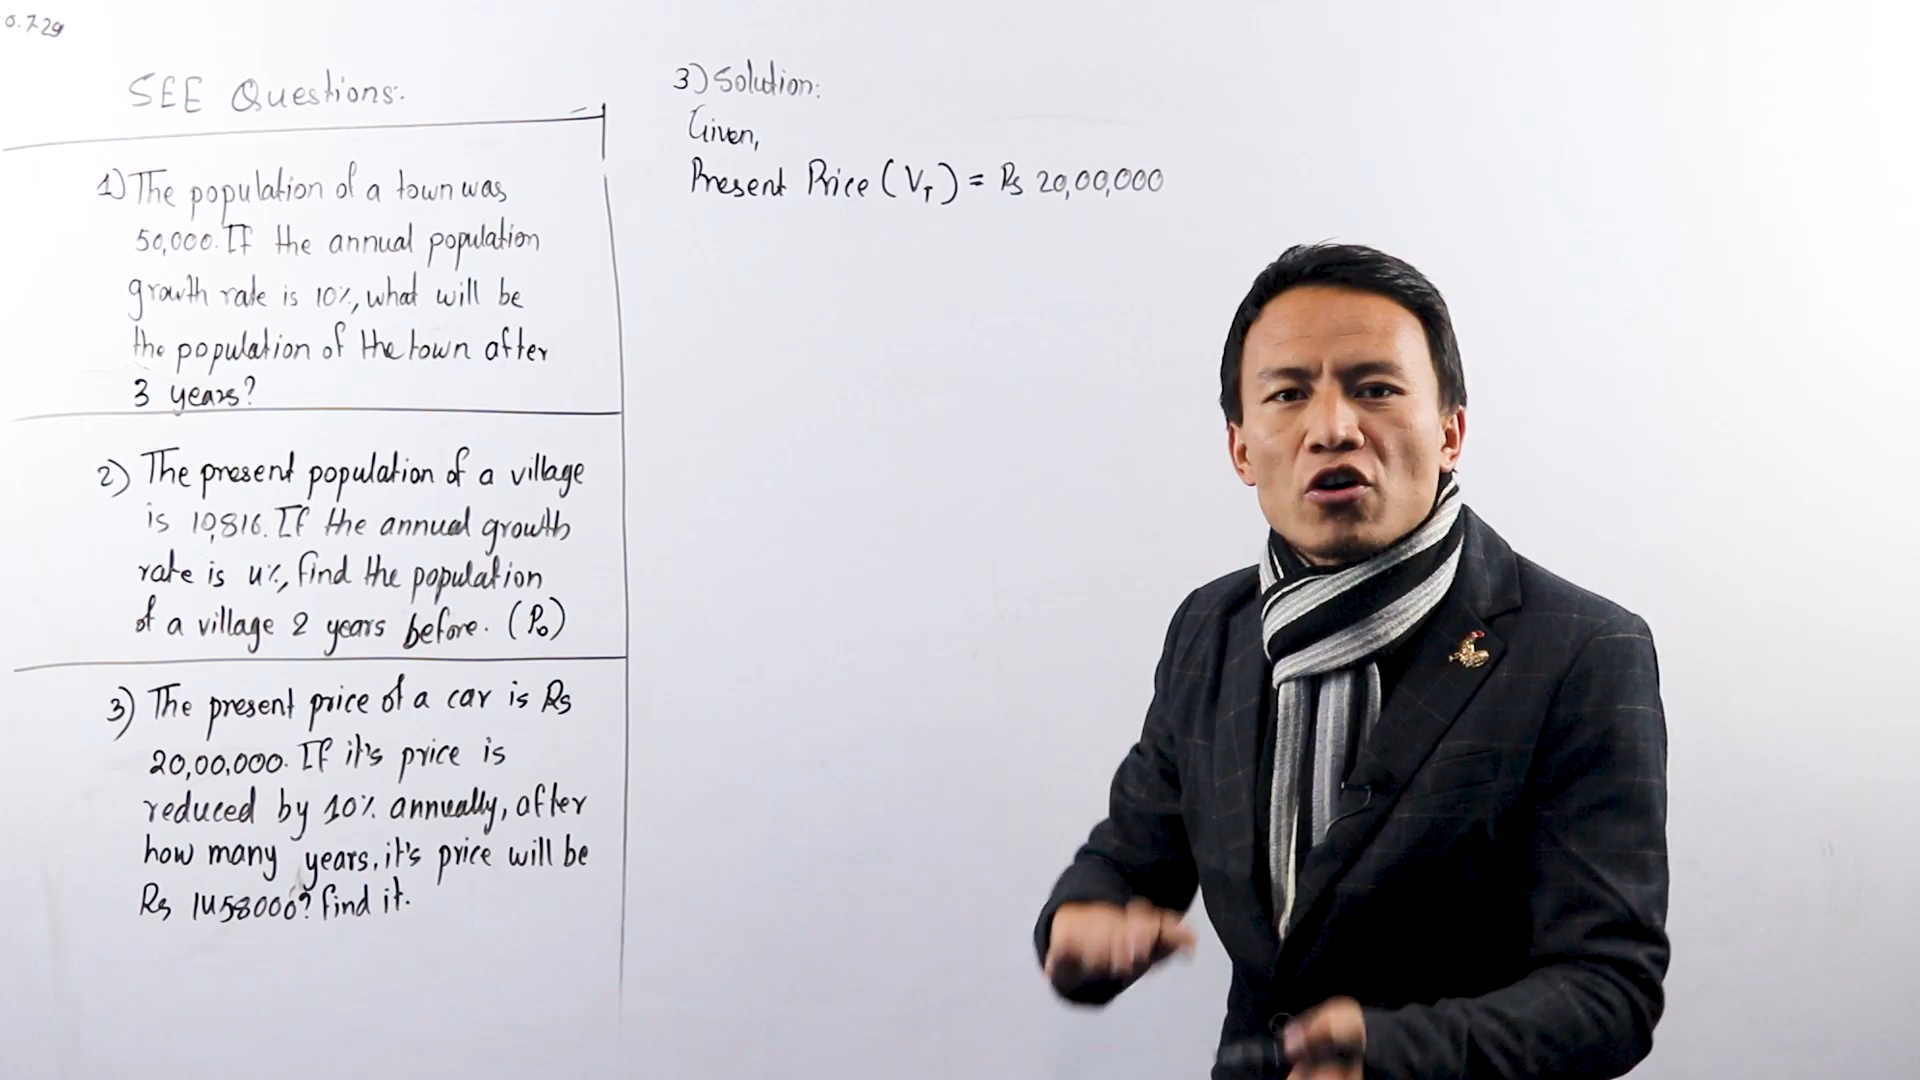 0.729
SEE Questions:
1) The population of a town was
50,000. If the annual population
growth rate is 10%, what will be
the population of the town after
3 years?
2) The present population of a village
is 10,816. If the annual growth
rate is 4%, find the population
of a village 2 years before. (P₀)
3) The present price of a car is Rs
20,00,000. If it's price is
reduced by 10% annually, after
how many years, it's price will be
Rs 1458000? find it.
3) Solution:
Given,
Present Price (V_T) = Rs 20,00,000